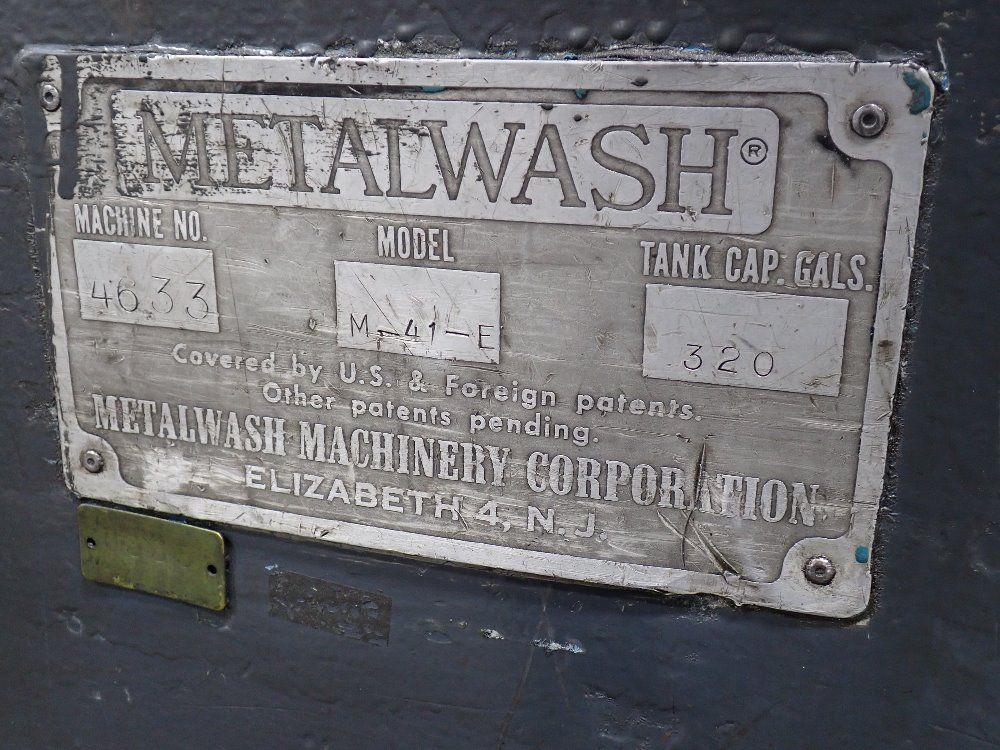 METALWASH®
MACHINE NO. MODEL TANK CAP. GALS.
4633 M-41-E 320
Covered by U.S. & Foreign patents.
Other patents pending.
METALWASH MACHINERY CORPORATION
ELIZABETH 4, N.J.